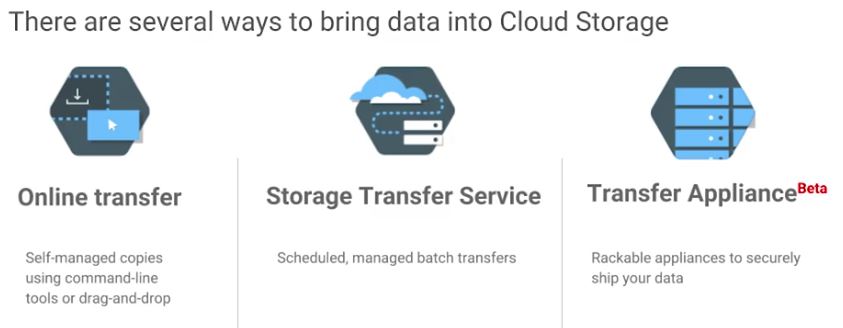 There are several ways to bring data into Cloud Storage
Online transfer
Self-managed copies
using command-line
tools or drag-and-drop
Storage Transfer Service
Scheduled, managed batch transfers
Transfer Appliance Beta
Rackable appliances to securely
ship your data